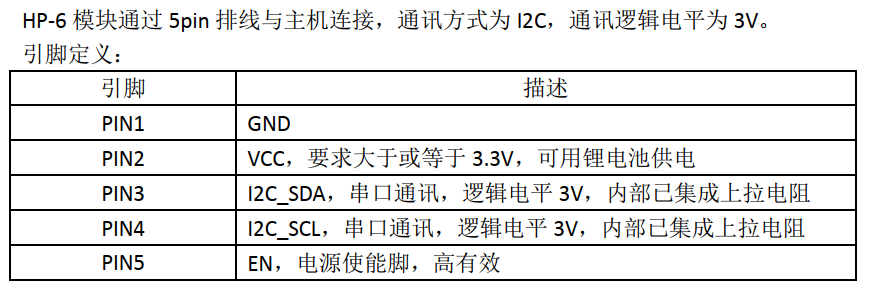 HP-6 模块通过 5pin 排线与主机连接，通讯方式为 I2C，通讯逻辑电平为 3V。
引脚定义：
引脚 描述
PIN1 GND
PIN2 VCC，要求大于或等于 3.3V，可用锂电池供电
PIN3 I2C_SDA，串口通讯，逻辑电平 3V，内部已集成上拉电阻
PIN4 I2C_SCL，串口通讯，逻辑电平 3V，内部已集成上拉电阻
PIN5 EN，电源使能脚，高有效